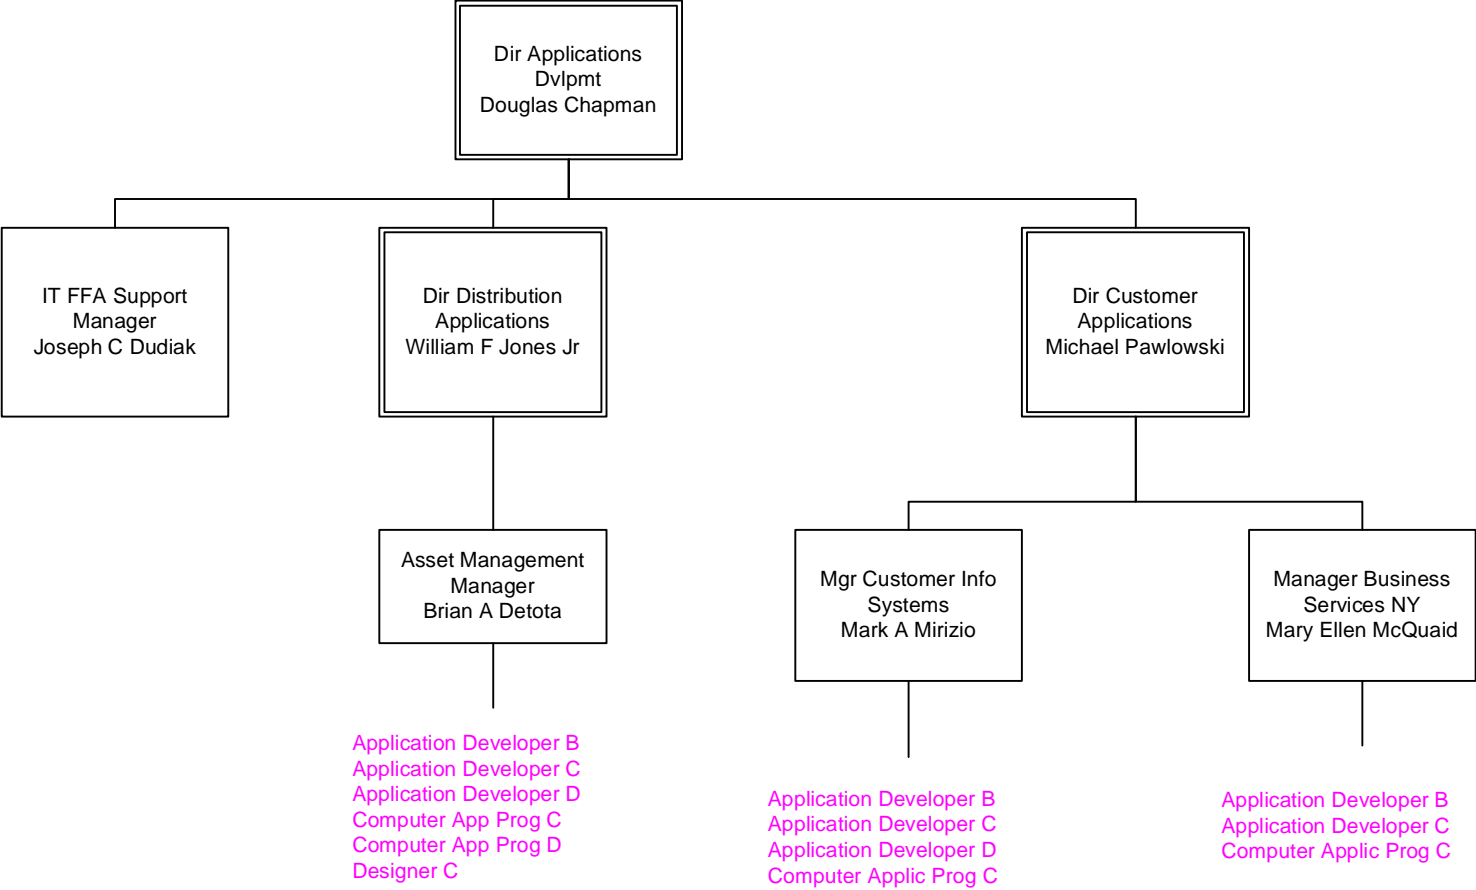 Dir Applications
Dvlpmt
Douglas Chapman
IT FFA Support
Manager
Joseph C Dudiak
Dir Distribution
Applications
William F Jones Jr
Dir Customer
Applications
Michael Pawlowski
Asset Management
Manager
Brian A Detota
Mgr Customer Info
Systems
Mark A Mirizio
Manager Business
Services NY
Mary Ellen McQuaid
Application Developer B
Application Developer C
Application Developer D
Computer App Prog C
Computer App Prog D
Designer C
Application Developer B
Application Developer C
Application Developer D
Computer Applic Prog C
Application Developer B
Application Developer C
Computer Applic Prog C